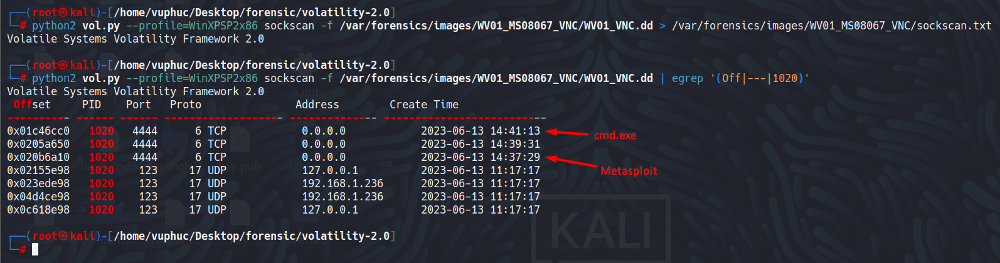 ┌──(root㉿kali)-[/home/vuphuc/Desktop/forensic/volatility-2.0]
└─# python2 vol.py --profile=WinXPSP2x86 sockscan -f /var/forensics/images/WV01_MS08067_VNC/WV01_VNC.dd > /var/forensics/images/WV01_MS08067_VNC/sockscan.txt
Volatile Systems Volatility Framework 2.0
┌──(root㉿kali)-[/home/vuphuc/Desktop/forensic/volatility-2.0]
└─# python2 vol.py --profile=WinXPSP2x86 sockscan -f /var/forensics/images/WV01_MS08067_VNC/WV01_VNC.dd | egrep '(Off|---|1020)'
Volatile Systems Volatility Framework 2.0
Offset PID Port Proto Address Create Time
---------- ------ ------ ------------------- -------------- --------------------------
0x01c46cc0 1020 4444 6 TCP 0.0.0.0 2023-06-13 14:41:13 cmd.exe
0x0205a650 1020 4444 6 TCP 0.0.0.0 2023-06-13 14:39:31
0x020b6a10 1020 4444 6 TCP 0.0.0.0 2023-06-13 14:37:29 Metasploit
0x02155e98 1020 123 17 UDP 127.0.0.1 2023-06-13 11:17:17
0x023ede98 1020 123 17 UDP 192.168.1.236 2023-06-13 11:17:17
0x04d4ce98 1020 123 17 UDP 192.168.1.236 2023-06-13 11:17:17
0x0c618e98 1020 123 17 UDP 127.0.0.1 2023-06-13 11:17:17
┌──(root㉿kali)-[/home/vuphuc/Desktop/forensic/volatility-2.0]
└─#
KALI